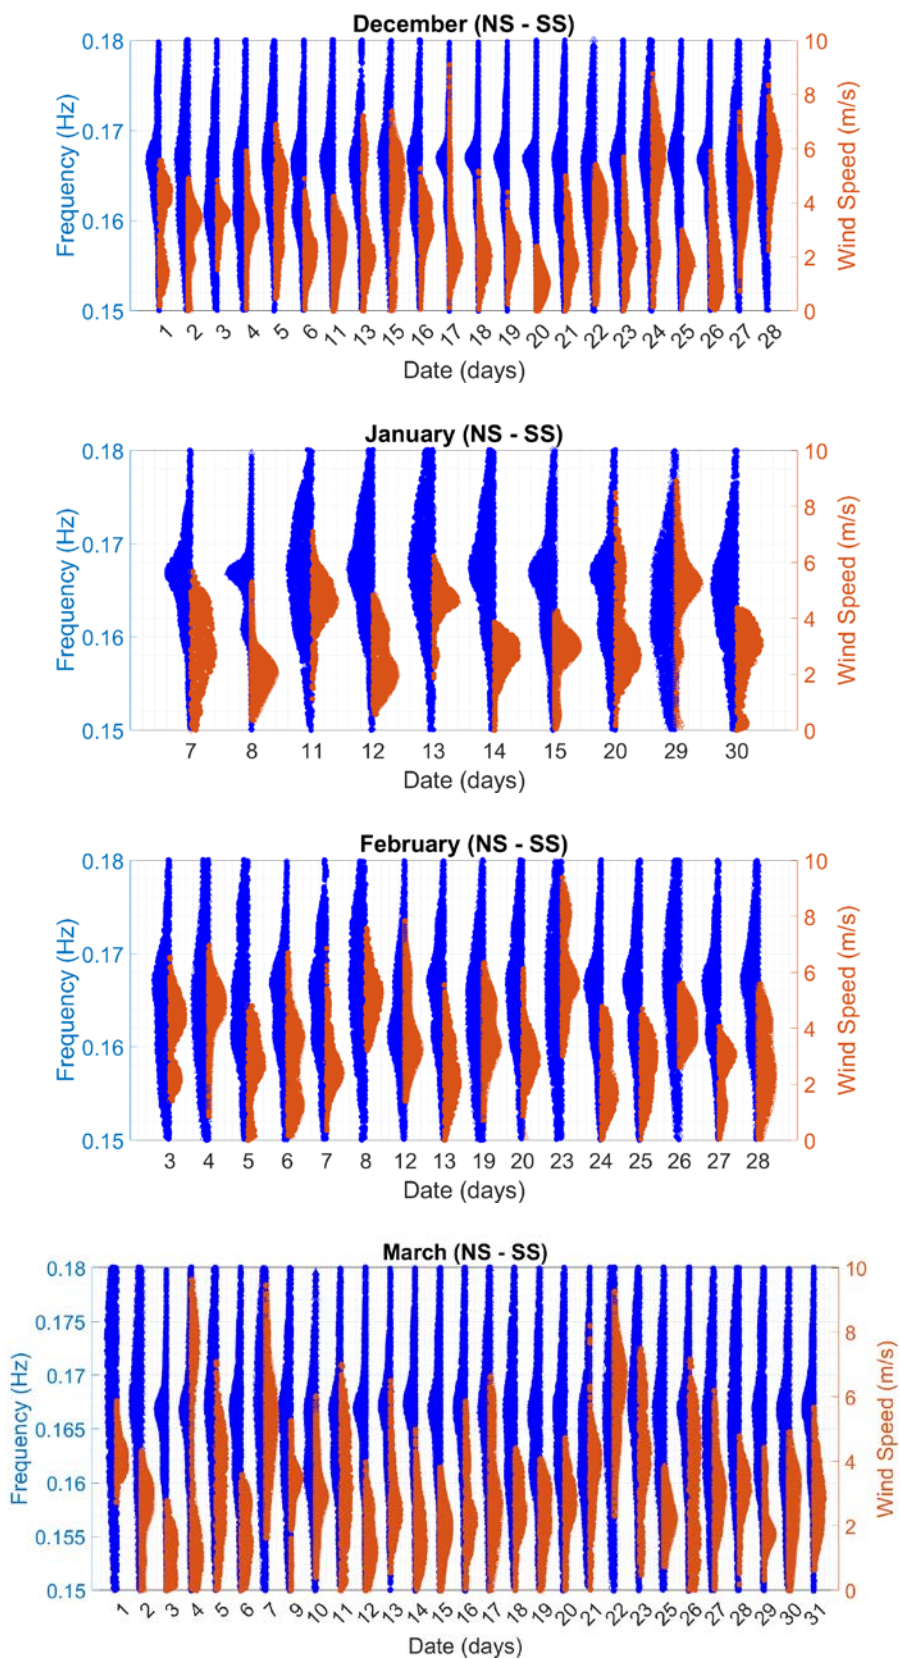 December (NS - SS)
0.18
0.17
0.16
0.15
Frequency (Hz)
10
8
6
4
2
0
Wind Speed (m/s)
1 2 3 4 5 6 11 13 15 16 17 18 19 20 21 22 23 24 25 26 27 28
Date (days)
January (NS - SS)
0.18
0.17
0.16
0.15
Frequency (Hz)
10
8
6
4
2
0
Wind Speed (m/s)
7 8 11 12 13 14 15 20 29 30
Date (days)
February (NS - SS)
0.18
0.17
0.16
0.15
Frequency (Hz)
10
8
6
4
2
0
Wind Speed (m/s)
3 4 5 6 7 8 12 13 19 20 23 24 25 26 27 28
Date (days)
March (NS - SS)
0.18
0.175
0.17
0.165
0.16
0.155
0.15
Frequency (Hz)
10
8
6
4
2
0
Wind Speed (m/s)
1 2 3 4 5 6 7 9 10 11 12 13 14 15 16 17 18 19 20 21 22 23 25 26 27 28 29 30 31
Date (days)